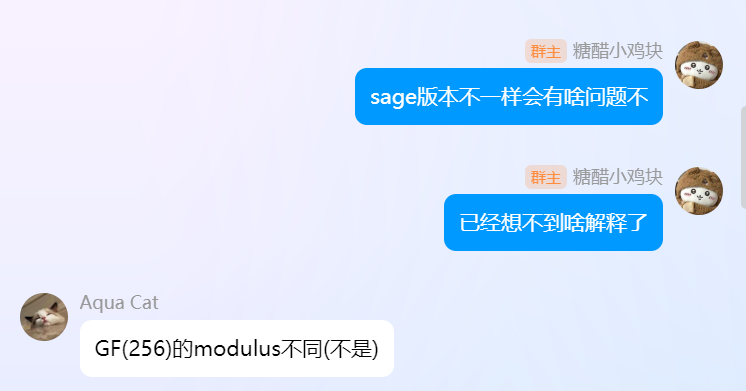 群主 糖醋小鸡块
sage版本不一样会有啥问题不
群主 糖醋小鸡块
已经想不到啥解释了
Aqua Cat
GF(256)的modulus不同(不是)